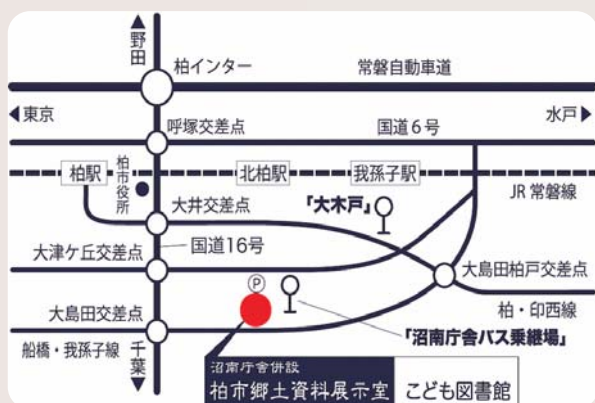 ▲野田
柏インター
常磐自動車道
◀東京
水戸▶
呼塚交差点
国道6号
柏駅
柏市役所
北柏駅
我孫子駅
JR常磐線
大井交差点
「大木戸」
国道16号
大津ケ丘交差点
大島田柏戸交差点
P
大島田交差点
柏・印西線
「沼南庁舎バス乗継場」
船橋・我孫子線
千葉▼
沼南庁舎併設
柏市郷土資料展示室
こども図書館